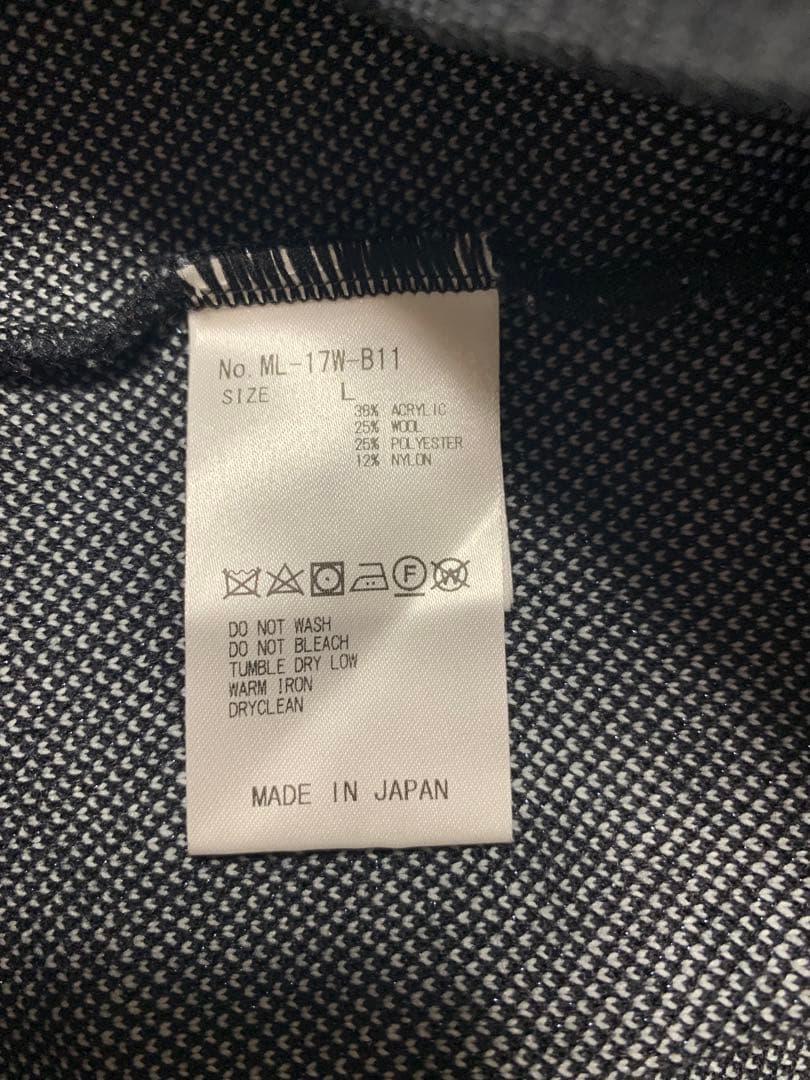 No. ML-17W-B11
SIZE L
38% ACRYLIC
25% WOOL
25% POLYESTER
12% NYLON
F W
DO NOT WASH
DO NOT BLEACH
TUMBLE DRY LOW
WARM IRON
DRYCLEAN
MADE IN JAPAN